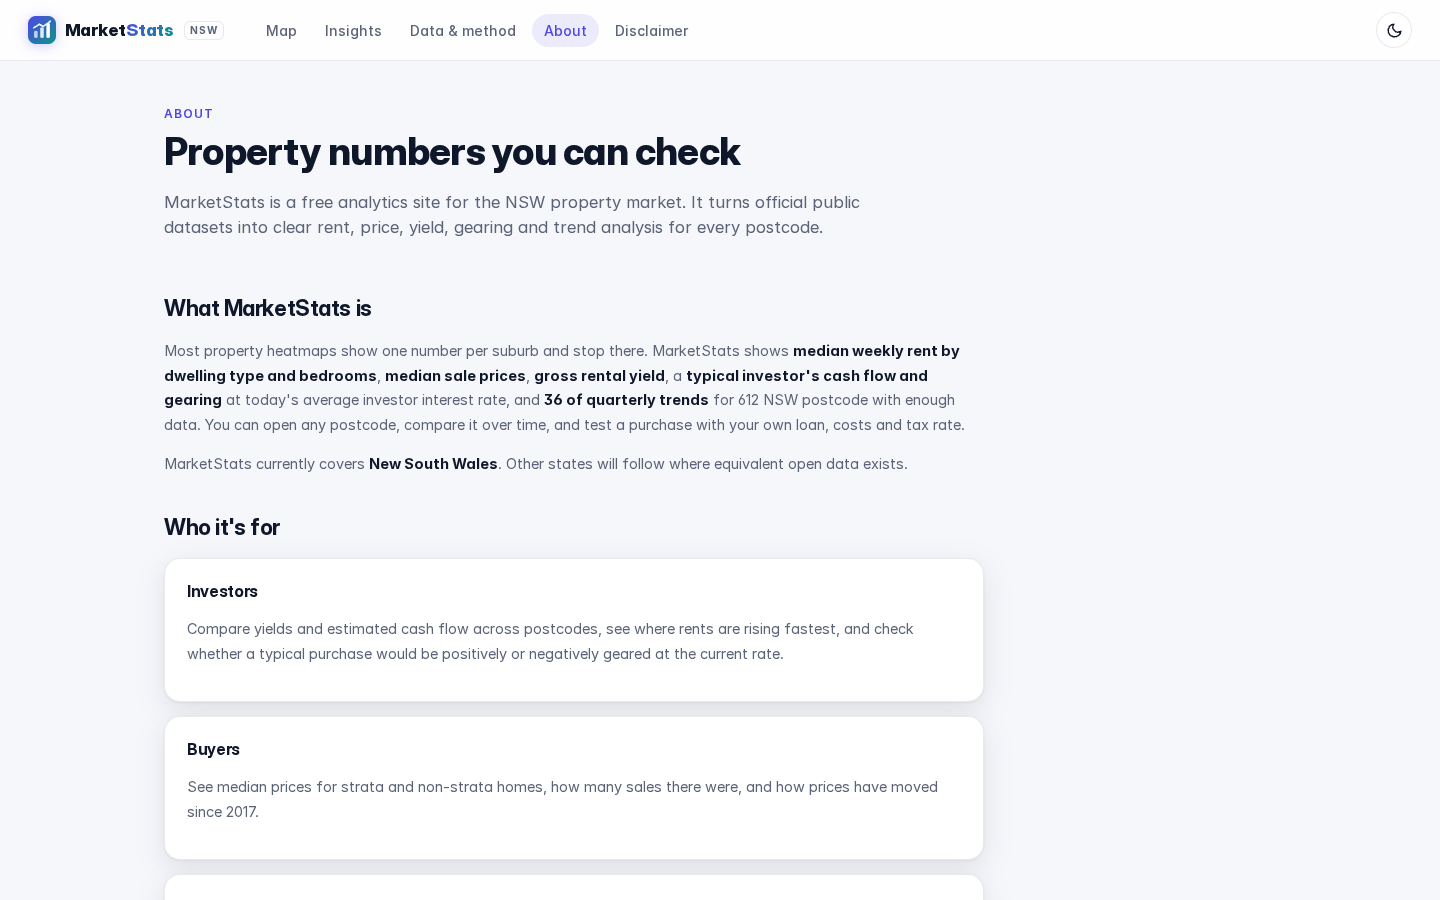 MarketStats NSW Map Insights Data & method About Disclaimer
ABOUT
Property numbers you can check
MarketStats is a free analytics site for the NSW property market. It turns official public
datasets into clear rent, price, yield, gearing and trend analysis for every postcode.
What MarketStats is
Most property heatmaps show one number per suburb and stop there. MarketStats shows median weekly rent by
dwelling type and bedrooms, median sale prices, gross rental yield, a typical investor's cash flow and
gearing at today's average investor interest rate, and 36 of quarterly trends for 612 NSW postcode with enough
data. You can open any postcode, compare it over time, and test a purchase with your own loan, costs and tax rate.
MarketStats currently covers New South Wales. Other states will follow where equivalent open data exists.
Who it's for
Investors
Compare yields and estimated cash flow across postcodes, see where rents are rising fastest, and check
whether a typical purchase would be positively or negatively geared at the current rate.
Buyers
See median prices for strata and non-strata homes, how many sales there were, and how prices have moved
since 2017.